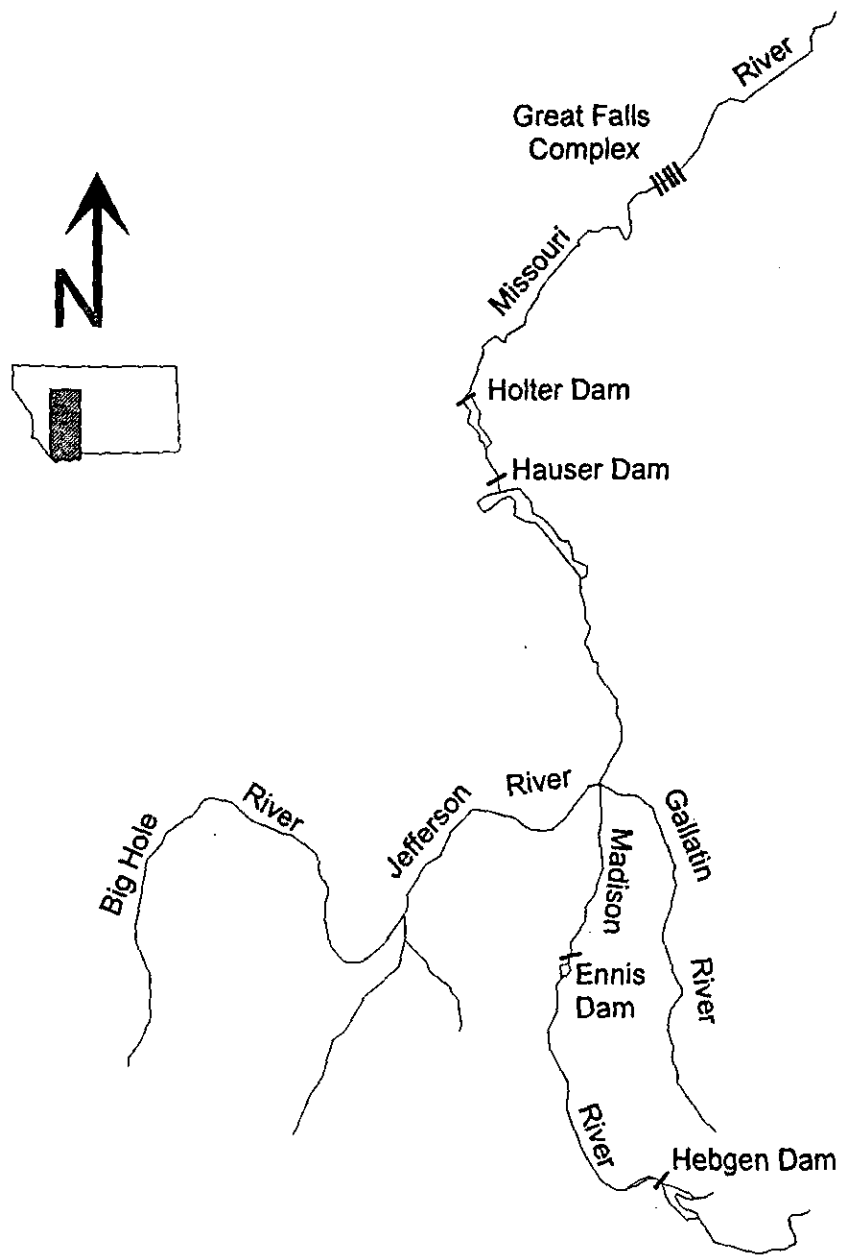 River
Great Falls
Complex
Missouri
N
Holter Dam
Hauser Dam
River
River
Jefferson
Big Hole
Gallatin
Madison
Ennis
Dam
River
River
Hebgen Dam